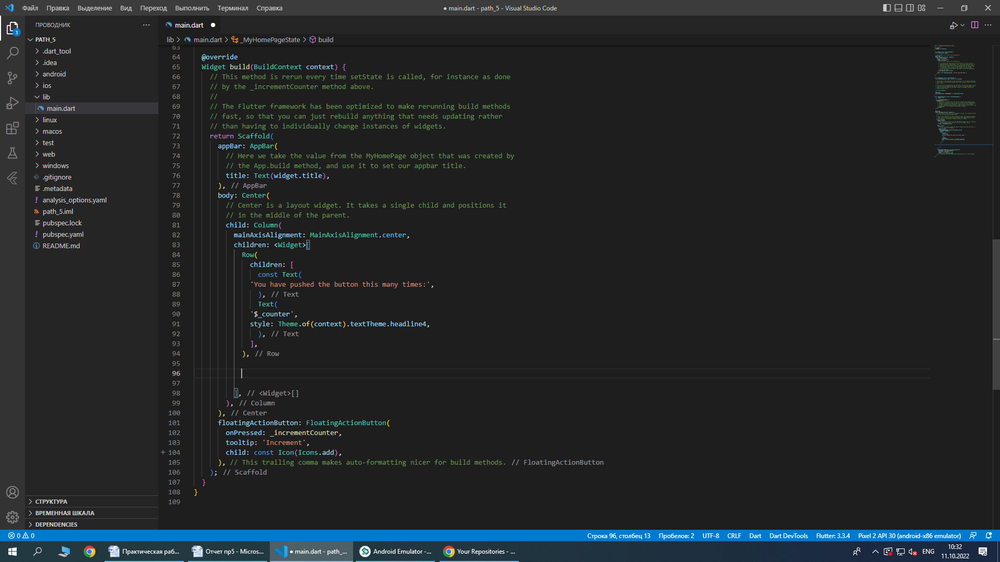 Файл Правка Выделение Вид Переход Выполнить Терминал Справка
● main.dart - path_5 - Visual Studio Code
ПРОВОДНИК
PATH_5
.dart_tool
.idea
android
ios
lib
main.dart
linux
macos
test
web
windows
.gitignore
.metadata
analysis_options.yaml
path_5.iml
pubspec.lock
pubspec.yaml
README.md
СТРУКТУРА
ВРЕМЕННАЯ ШКАЛА
DEPENDENCIES
1
main.dart
lib > main.dart > _MyHomePageState > build
63
64 @override
65 Widget build(BuildContext context) {
66 // This method is rerun every time setState is called, for instance as done
67 // by the _incrementCounter method above.
68 //
69 // The Flutter framework has been optimized to make rerunning build methods
70 // fast, so that you can just rebuild anything that needs updating rather
71 // than having to individually change instances of widgets.
72 return Scaffold(
73 appBar: AppBar(
74 // Here we take the value from the MyHomePage object that was created by
75 // the App.build method, and use it to set our appbar title.
76 title: Text(widget.title),
77 ), // AppBar
78 body: Center(
79 // Center is a layout widget. It takes a single child and positions it
80 // in the middle of the parent.
81 child: Column(
82 mainAxisAlignment: MainAxisAlignment.center,
83 children: <Widget>[
84 Row(
85 children: [
86 const Text(
87 'You have pushed the button this many times:',
88 ), // Text
89 Text(
90 '$_counter',
91 style: Theme.of(context).textTheme.headline4,
92 ), // Text
93 ],
94 ), // Row
95
96
97
98 ], // <Widget>[]
99 ), // Column
100 ), // Center
101 floatingActionButton: FloatingActionButton(
102 onPressed: _incrementCounter,
103 tooltip: 'Increment',
104 child: const Icon(Icons.add),
105 ), // This trailing comma makes auto-formatting nicer for build methods. // FloatingActionButton
106 ); // Scaffold
107 }
108 }
109
0 0
Строка 96, столбец 13 Пробелов: 2 UTF-8 CRLF Dart Dart DevTools Flutter: 3.3.4 Pixel 2 API 30 (android-x86 emulator)
Практическая раб...
Отчет пр5 - Micros...
● main.dart - path_...
Android Emulator -...
Your Repositories - ...
ENG
10:32
11.10.2022